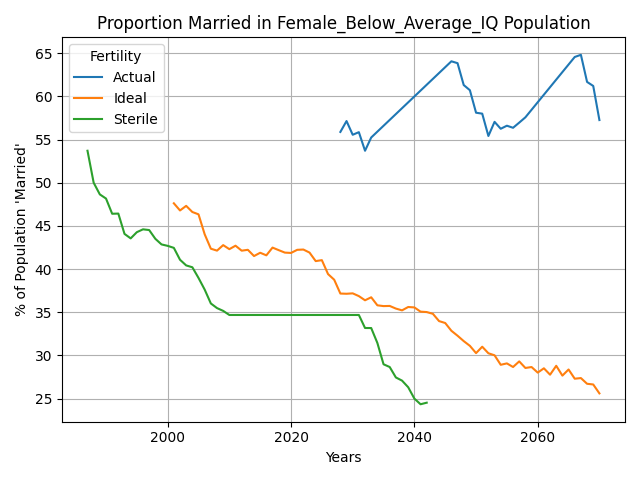 Proportion Married in Female_Below_Average_IQ Population
Fertility
Actual
Ideal
Sterile
% of Population 'Married'
65
60
55
50
45
40
35
30
25
2000
2020
2040
2060
Years